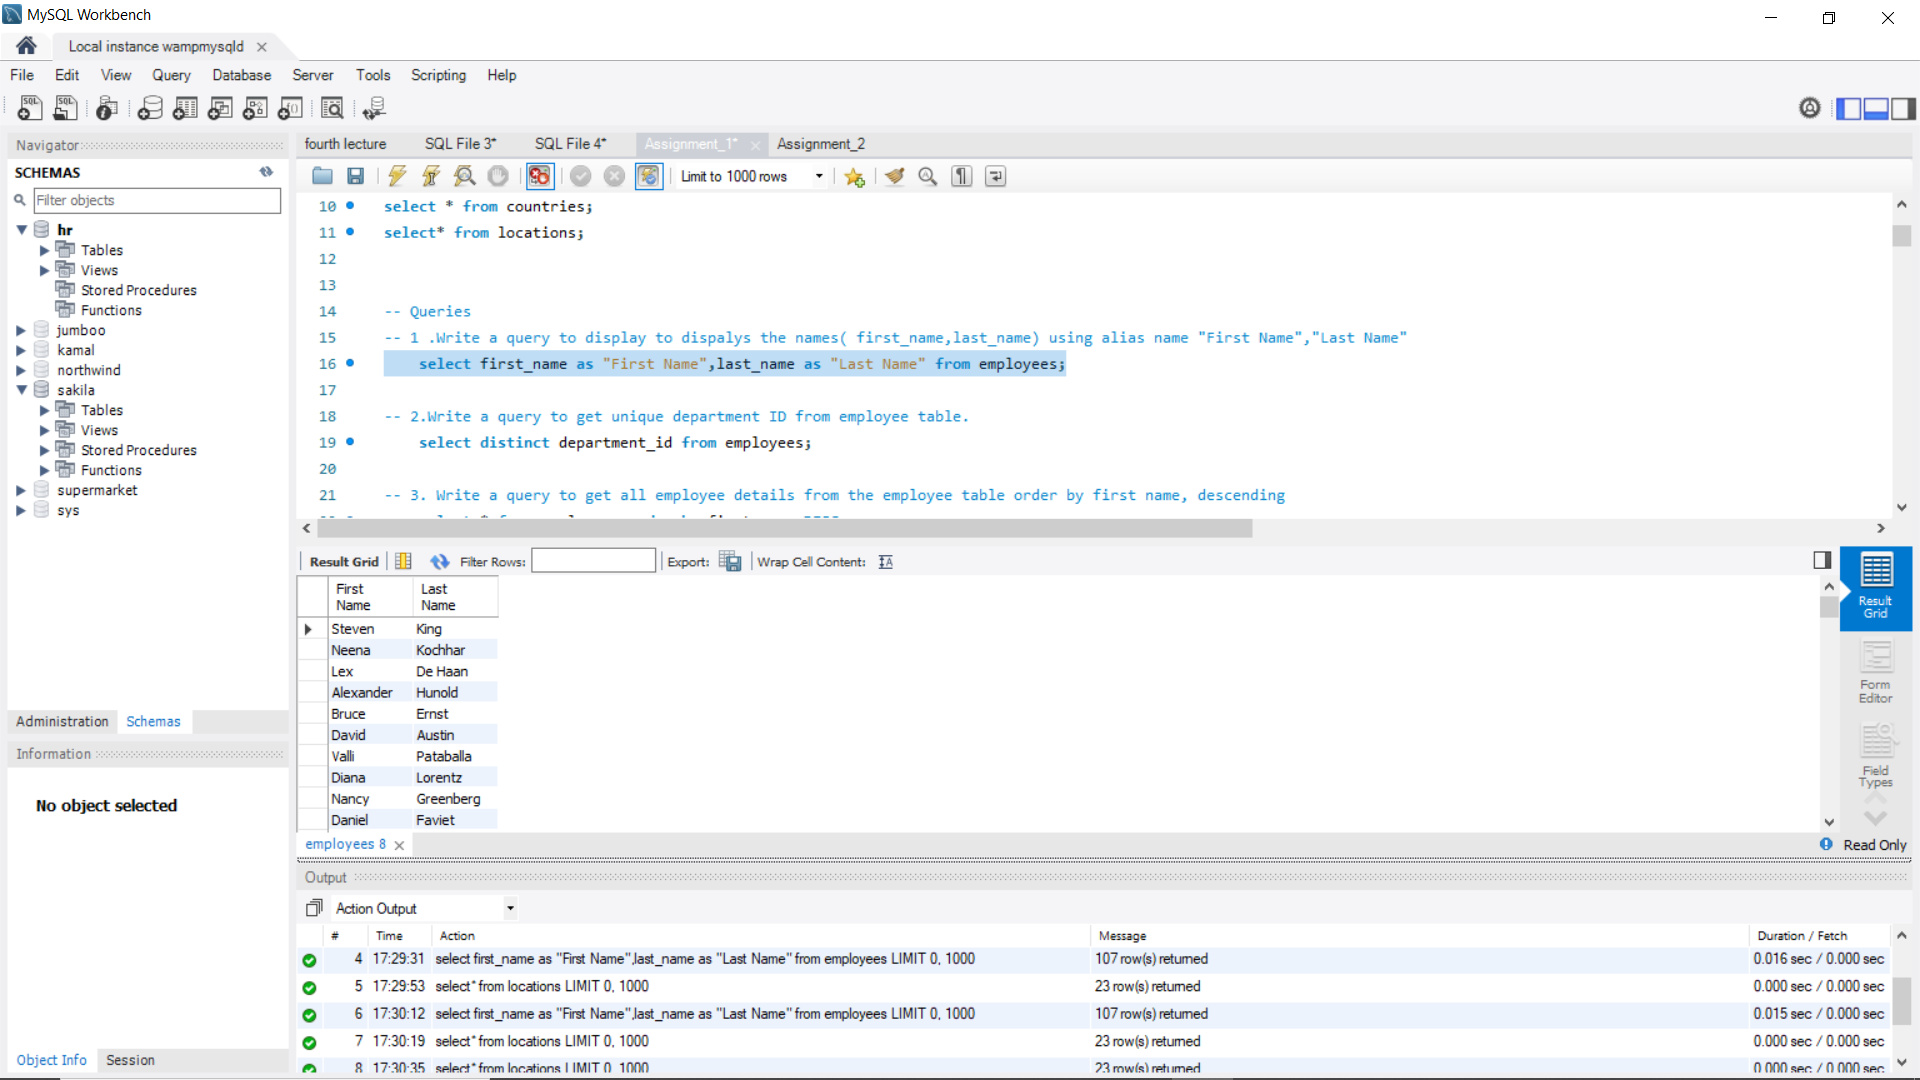 MySQL Workbench
Local instance wampmysqld
File Edit View Query Database Server Tools Scripting Help
Navigator
SCHEMAS
Filter objects
hr
Tables
Views
Stored Procedures
Functions
jumboo
kamal
northwind
sakila
Tables
Views
Stored Procedures
Functions
supermarket
sys
Administration Schemas
Information
No object selected
Object Info Session
fourth lecture SQL File 3* SQL File 4* Assignment_1* Assignment_2
Limit to 1000 rows
10 select * from countries;
11 select* from locations;
12
13
14 -- Queries
15 -- 1 .Write a query to display to dispalys the names( first_name,last_name) using alias name "First Name","Last Name"
16 select first_name as "First Name",last_name as "Last Name" from employees;
17
18 -- 2.Write a query to get unique department ID from employee table.
19 select distinct department_id from employees;
20
21 -- 3. Write a query to get all employee details from the employee table order by first name, descending
Result Grid Filter Rows: Export: Wrap Cell Content:
First Name Last Name
Steven King
Neena Kochhar
Lex De Haan
Alexander Hunold
Bruce Ernst
David Austin
Valli Pataballa
Diana Lorentz
Nancy Greenberg
Daniel Faviet
Result Grid
Form Editor
Field Types
employees 8
Read Only
Output
Action Output
# Time Action Message Duration / Fetch
4 17:29:31 select first_name as "First Name",last_name as "Last Name" from employees LIMIT 0, 1000 107 row(s) returned 0.016 sec / 0.000 sec
5 17:29:53 select* from locations LIMIT 0, 1000 23 row(s) returned 0.000 sec / 0.000 sec
6 17:30:12 select first_name as "First Name",last_name as "Last Name" from employees LIMIT 0, 1000 107 row(s) returned 0.015 sec / 0.000 sec
7 17:30:19 select* from locations LIMIT 0, 1000 23 row(s) returned 0.000 sec / 0.000 sec
8 17:30:35 select* from locations LIMIT 0, 1000 23 row(s) returned 0.000 sec / 0.000 sec